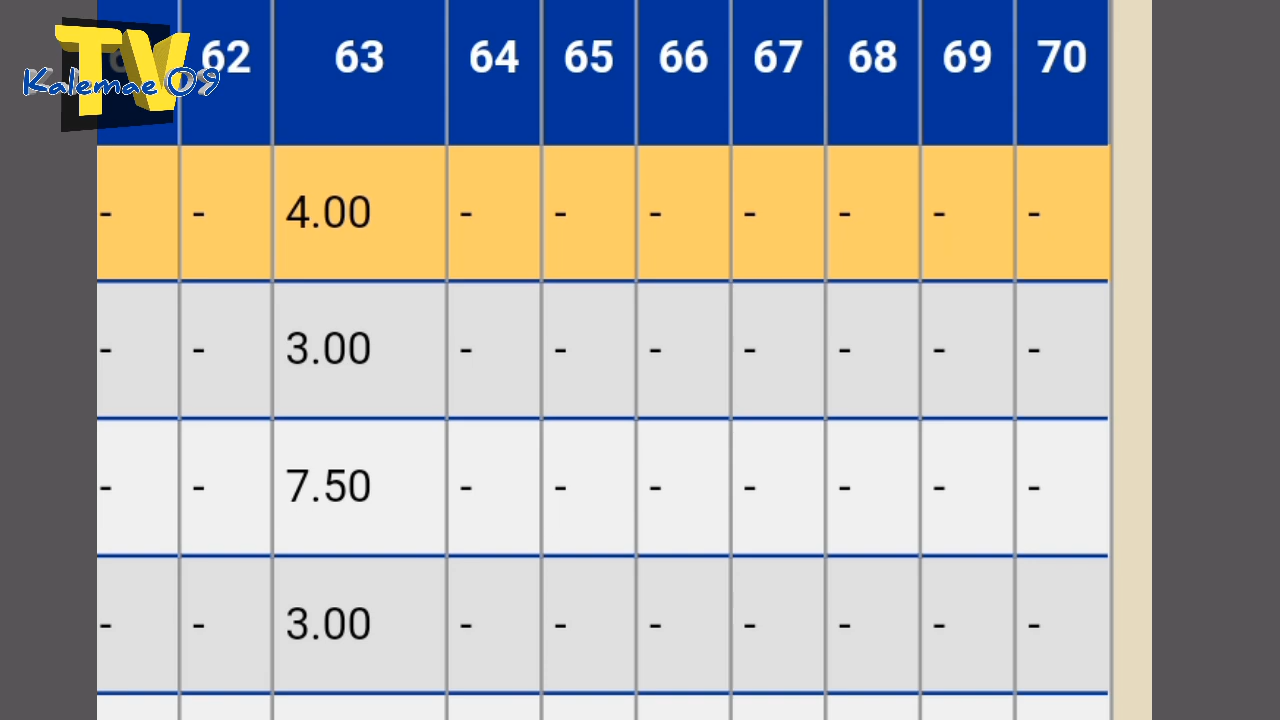 TV
Kalemae 09
62 63 64 65 66 67 68 69 70
- - 4.00 - - - - - - -
- - 3.00 - - - - - - -
- - 7.50 - - - - - - -
- - 3.00 - - - - - - -